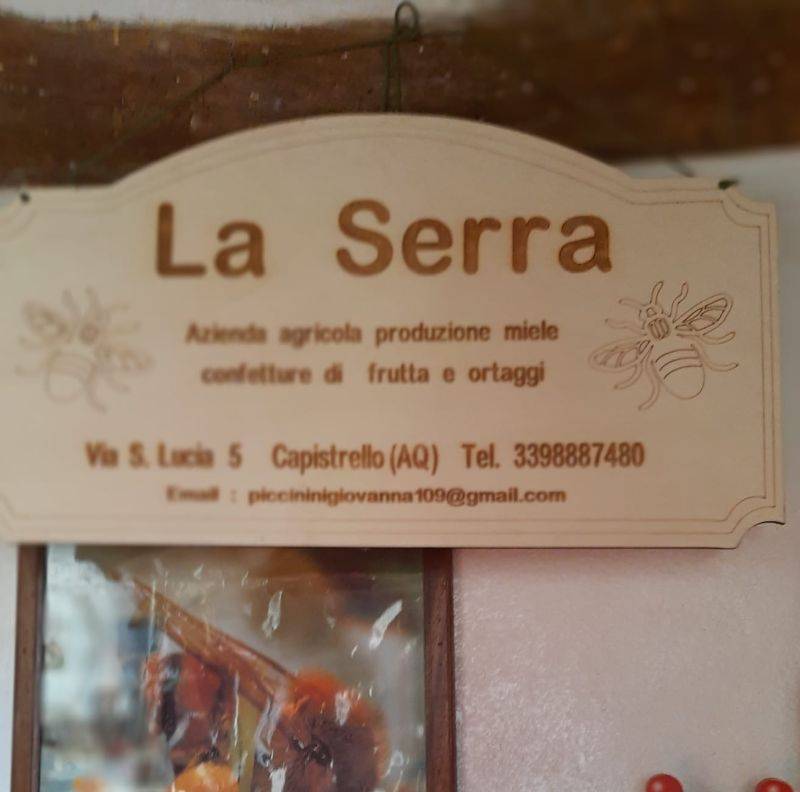 La Serra
Azienda agricola produzione miele
confetture di frutta e ortaggi
Via S. Lucia 5 Capistrello (AQ) Tel. 3398887480
Email : piccininigiovanna109@gmail.com